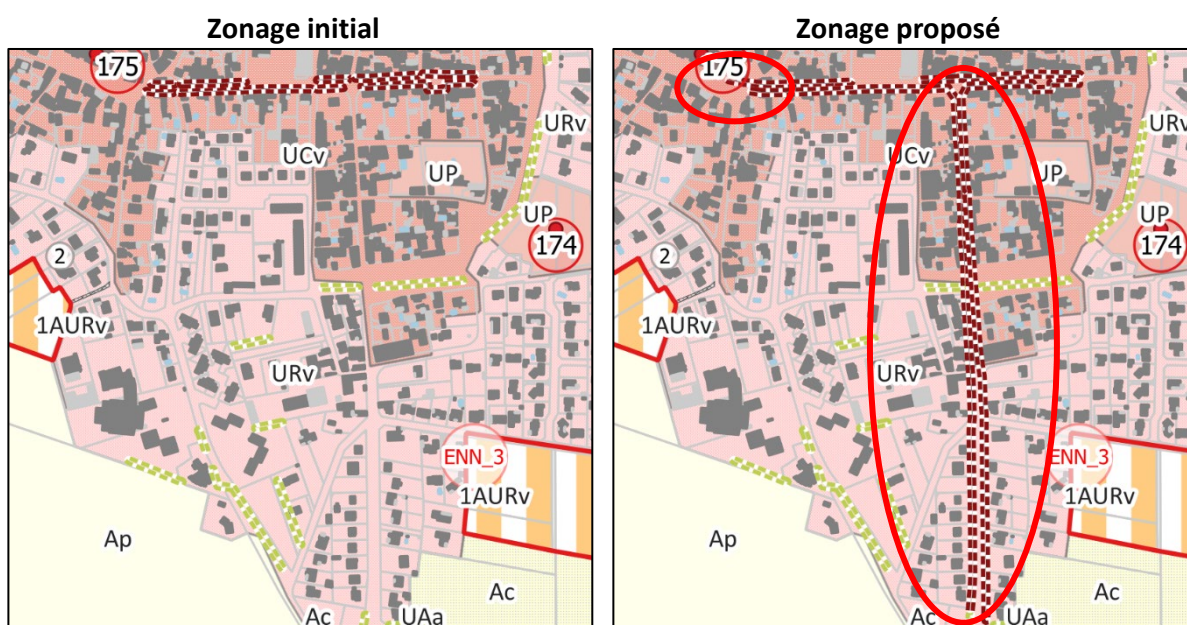 Zonage initial
175
URv
UCv
UP
UP
174
2
1AURv
URv
ENN_3
1AURv
Ap
Ac
Ac
UAa
Zonage proposé
175
URv
UCv
UP
UP
174
2
1AURv
URv
ENN_3
1AURv
Ap
Ac
Ac
UAa